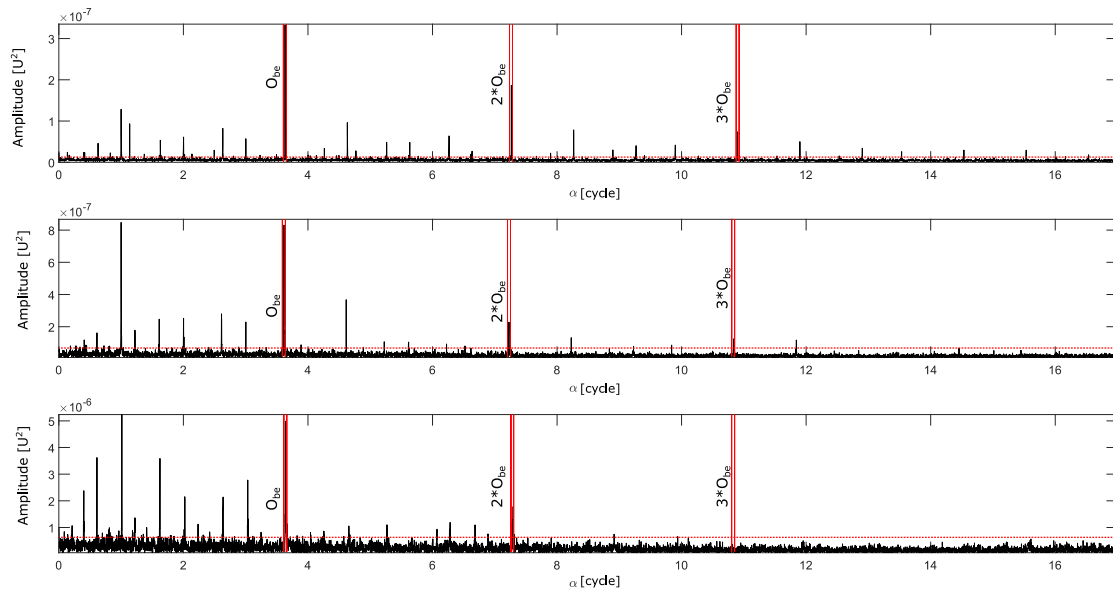 ×10⁻⁷
Amplitude [U²]
3
2
1
0
O_be
2*O_be
3*O_be
0 2 4 6 8 10 12 14 16
α [cycle]
×10⁻⁷
Amplitude [U²]
8
6
4
2
O_be
2*O_be
3*O_be
0 2 4 6 8 10 12 14 16
α [cycle]
×10⁻⁶
Amplitude [U²]
5
4
3
2
1
O_be
2*O_be
3*O_be
0 2 4 6 8 10 12 14 16
α [cycle]